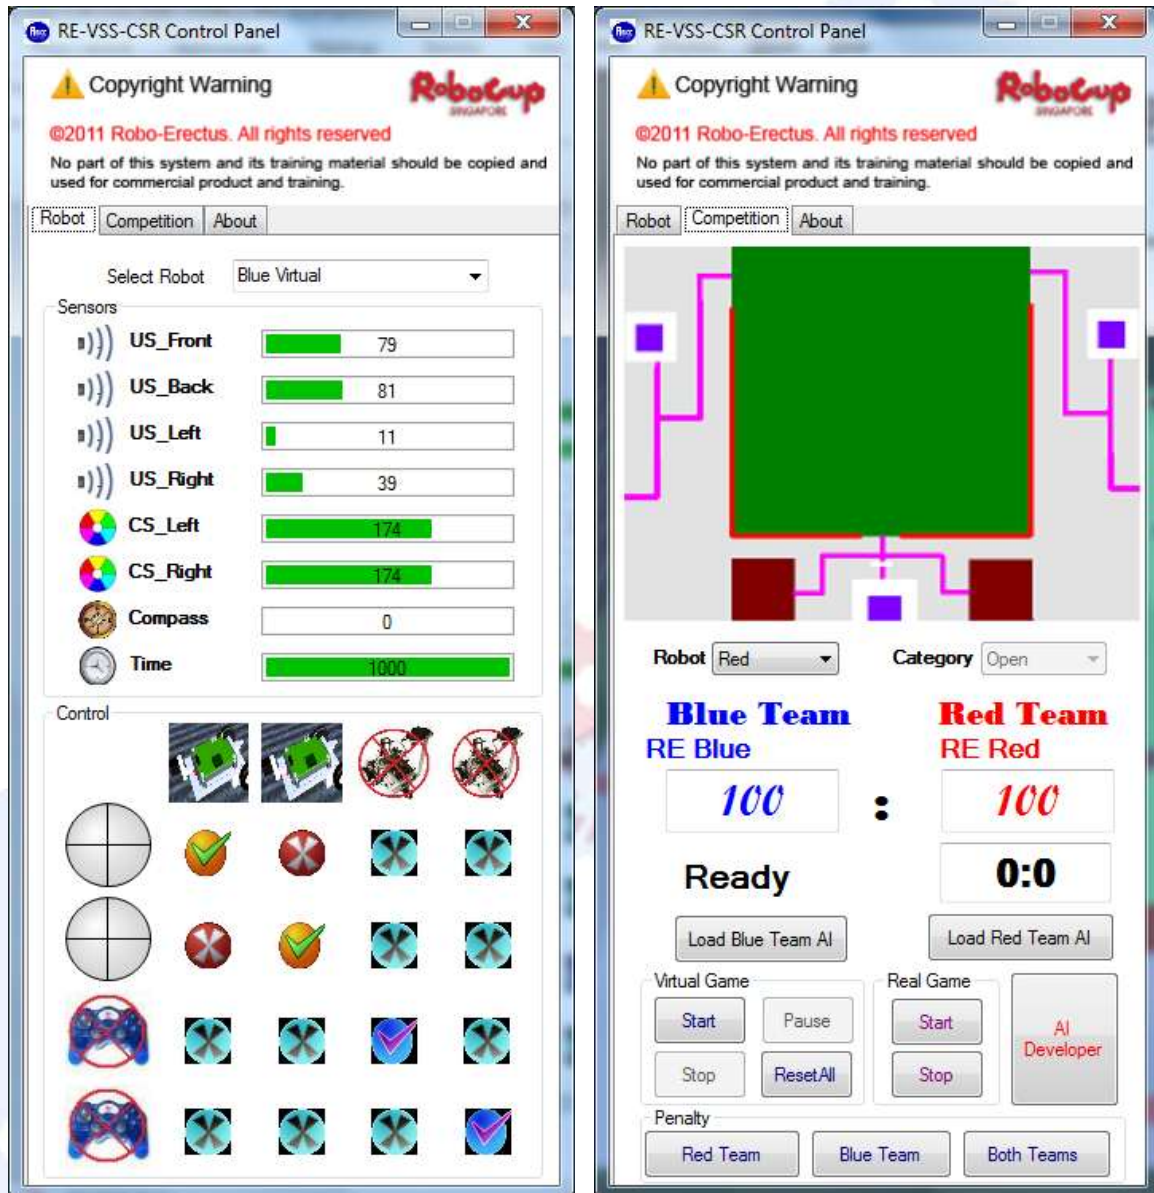 RE-VSS-CSR Control Panel
Copyright Warning
RoboCup
SINGAPORE
©2011 Robo-Erectus. All rights reserved
No part of this system and its training material should be copied and
used for commercial product and training.
Robot Competition About
Select Robot Blue Virtual
Sensors
US_Front 79
US_Back 81
US_Left 11
US_Right 39
CS_Left 174
CS_Right 174
Compass 0
Time 1000
Control
RE-VSS-CSR Control Panel
Copyright Warning
RoboCup
SINGAPORE
©2011 Robo-Erectus. All rights reserved
No part of this system and its training material should be copied and
used for commercial product and training.
Robot Competition About
Robot Red Category Open
Blue Team Red Team
RE Blue RE Red
100 : 100
Ready 0:0
Load Blue Team AI Load Red Team AI
Virtual Game Real Game
Start Pause Start AI
Developer
Stop ResetAll Stop
Penalty
Red Team Blue Team Both Teams